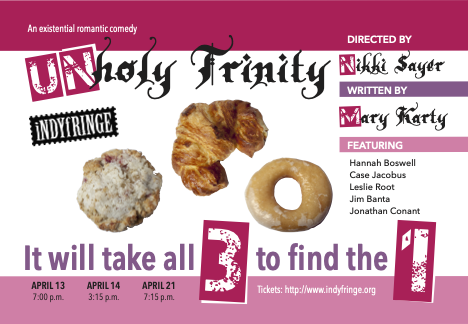 An existential romantic comedy
UNholy Trinity
iNDYfRiNGE
DIRECTED BY
Nikki Sayer
WRITTEN BY
Mary Karty
FEATURING
Hannah Boswell
Case Jacobus
Leslie Root
Jim Banta
Jonathan Conant
It will take all 3 to find the 1
APRIL 13 APRIL 14 APRIL 21
7:00 p.m. 3:15 p.m. 7:15 p.m.
Tickets: http://www.indyfringe.org